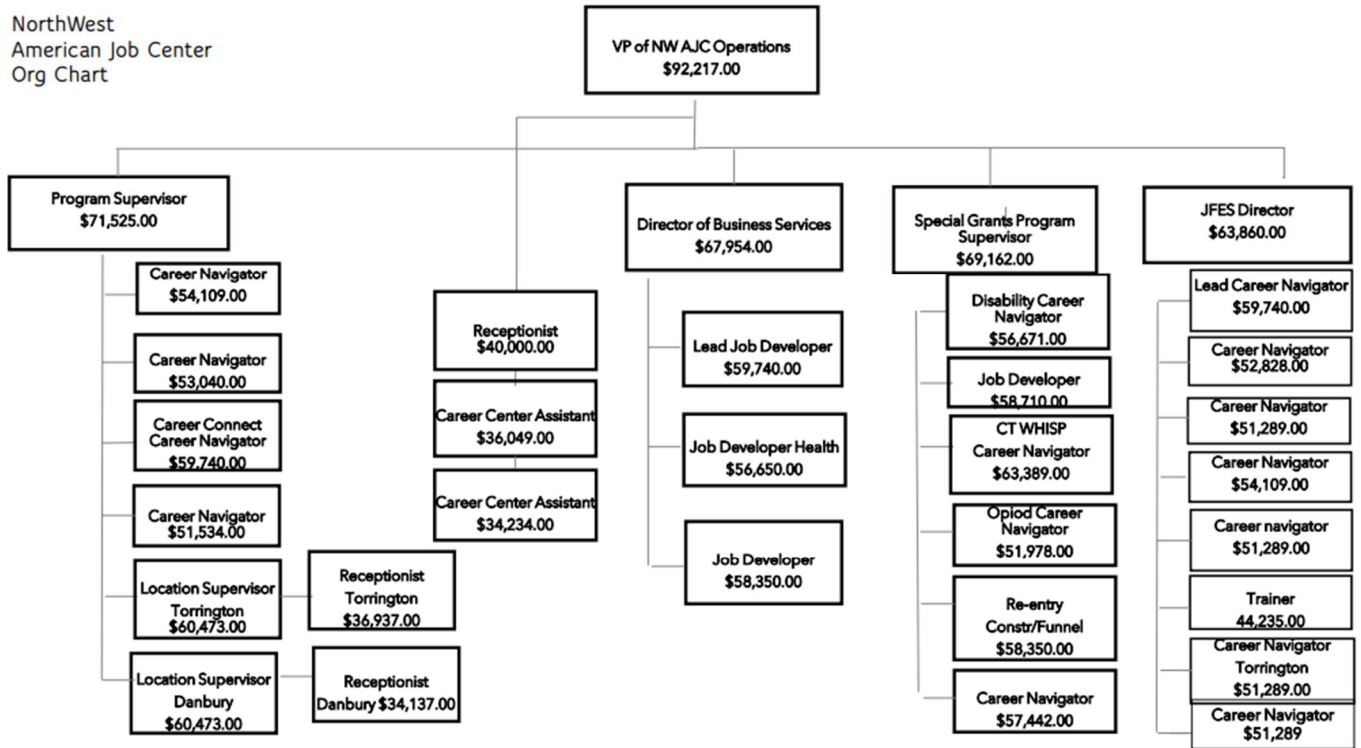 NorthWest
American Job Center
Org Chart
VP of NW AJC Operations
$92,217.00
Program Supervisor
$71,525.00
Career Navigator
$54,109.00
Career Navigator
$53,040.00
Career Connect
Career Navigator
$59,740.00
Career Navigator
$51,534.00
Location Supervisor
Torrington
$60,473.00
Receptionist
Torrington
$36,937.00
Location Supervisor
Danbury
$60,473.00
Receptionist
Danbury $34,137.00
Receptionist
$40,000.00
Career Center Assistant
$36,049.00
Career Center Assistant
$34,234.00
Director of Business Services
$67,954.00
Lead Job Developer
$59,740.00
Job Developer Health
$56,650.00
Job Developer
$58,350.00
Special Grants Program
Supervisor
$69,162.00
Disability Career
Navigator
$56,671.00
Job Developer
$58,710.00
CT WHISP
Career Navigator
$63,389.00
Opiod Career
Navigator
$51,978.00
Re-entry
Constr/Funnel
$58,350.00
Career Navigator
$57,442.00
JFES Director
$63,860.00
Lead Career Navigator
$59,740.00
Career Navigator
$52,828.00
Career Navigator
$51,289.00
Career Navigator
$54,109.00
Career navigator
$51,289.00
Trainer
44,235.00
Career Navigator
Torrington
$51,289.00
Career Navigator
$51,289